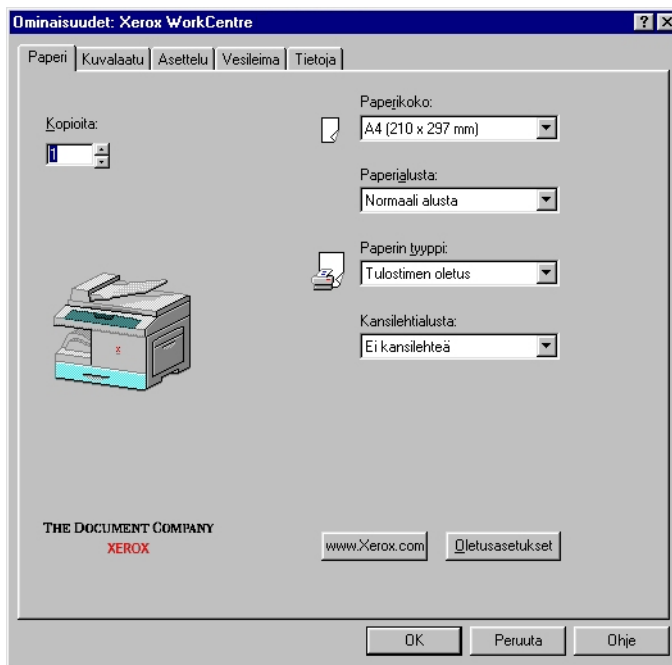 Ominaisuudet: Xerox WorkCentre
Paperi Kuvalaatu Asettelu Vesileima Tietoja
Kopioita:
1
Paperikoko:
A4 (210 x 297 mm)
Paperialusta:
Normaali alusta
Paperin tyyppi:
Tulostimen oletus
Kansilehtialusta:
Ei kansilehteä
THE DOCUMENT COMPANY
XEROX
www.Xerox.com Oletusasetukset
OK Peruuta Ohje